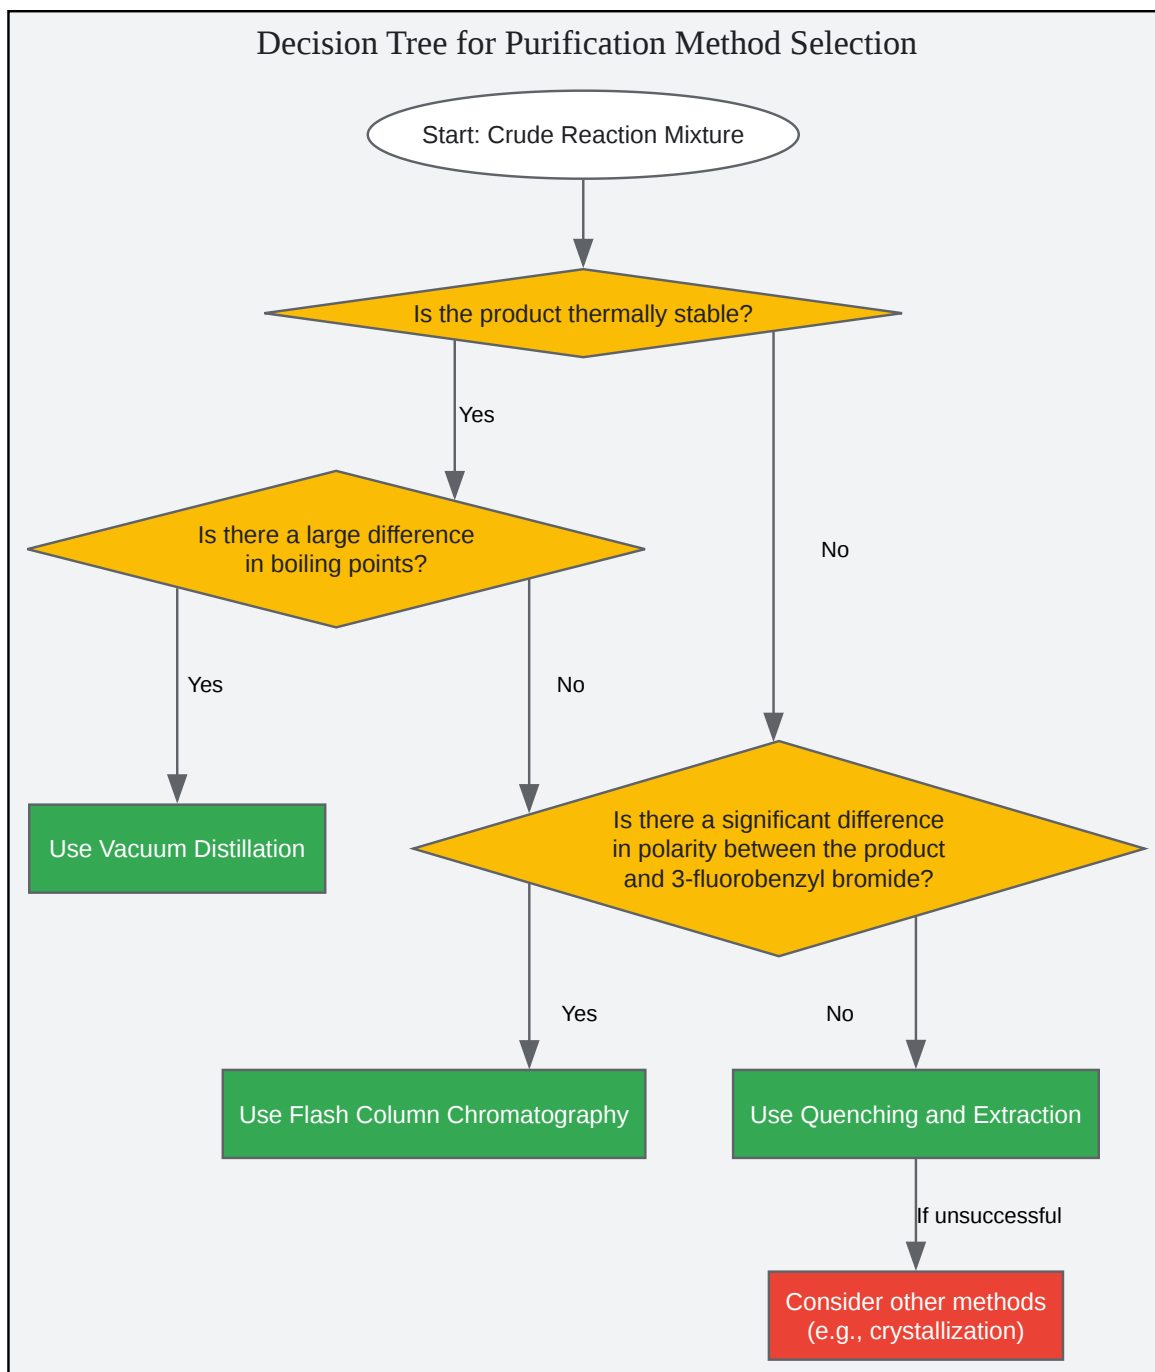 Decision Tree for Purification Method Selection
Start: Crude Reaction Mixture
Is the product thermally stable?
Yes
Is there a large difference
in boiling points?
No
Yes
No
Use Vacuum Distillation
Is there a significant difference
in polarity between the product
and 3-fluorobenzyl bromide?
Yes
No
Use Flash Column Chromatography
Use Quenching and Extraction
If unsuccessful
Consider other methods
(e.g., crystallization)